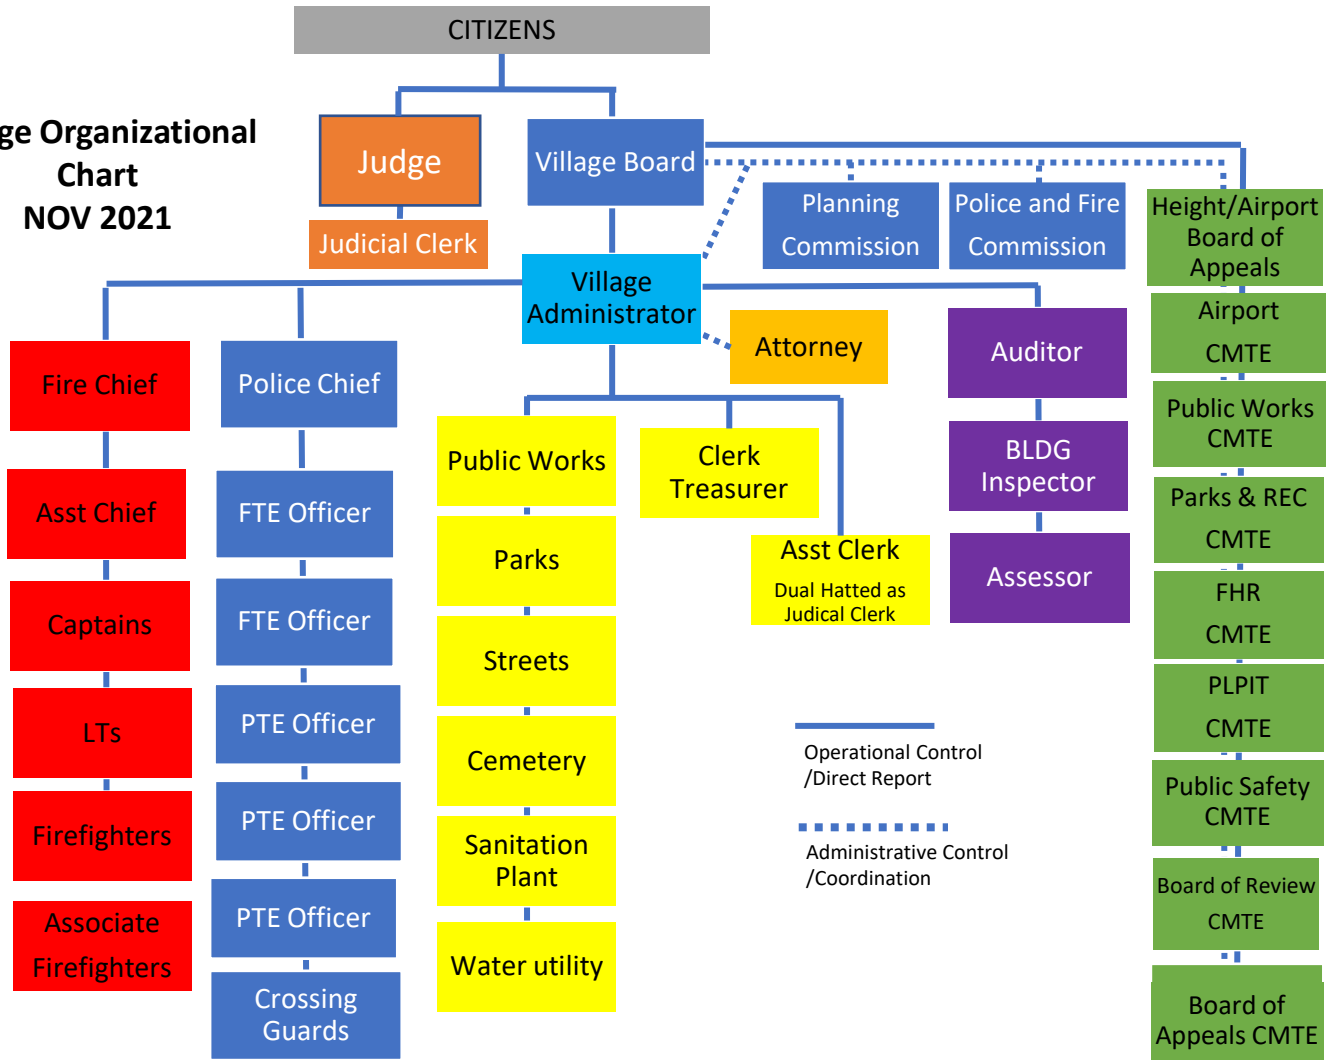 CITIZENS
ge Organizational
Chart
NOV 2021
Judge
Village Board
Judicial Clerk
Planning
Commission
Police and Fire
Commission
Height/Airport
Board of
Appeals
Village
Administrator
Attorney
Airport
CMTE
Fire Chief
Police Chief
Auditor
Public Works
CMTE
Public Works
Clerk
Treasurer
BLDG
Inspector
Asst Chief
FTE Officer
Parks & REC
CMTE
Parks
Asst Clerk
Dual Hatted as
Judical Clerk
Assessor
FHR
CMTE
Captains
FTE Officer
Streets
PLPIT
CMTE
LTs
PTE Officer
Cemetery
Operational Control
/Direct Report
Public Safety
CMTE
Firefighters
PTE Officer
Sanitation
Plant
Administrative Control
/Coordination
Board of Review
CMTE
Associate
Firefighters
PTE Officer
Water utility
Crossing
Guards
Board of
Appeals CMTE